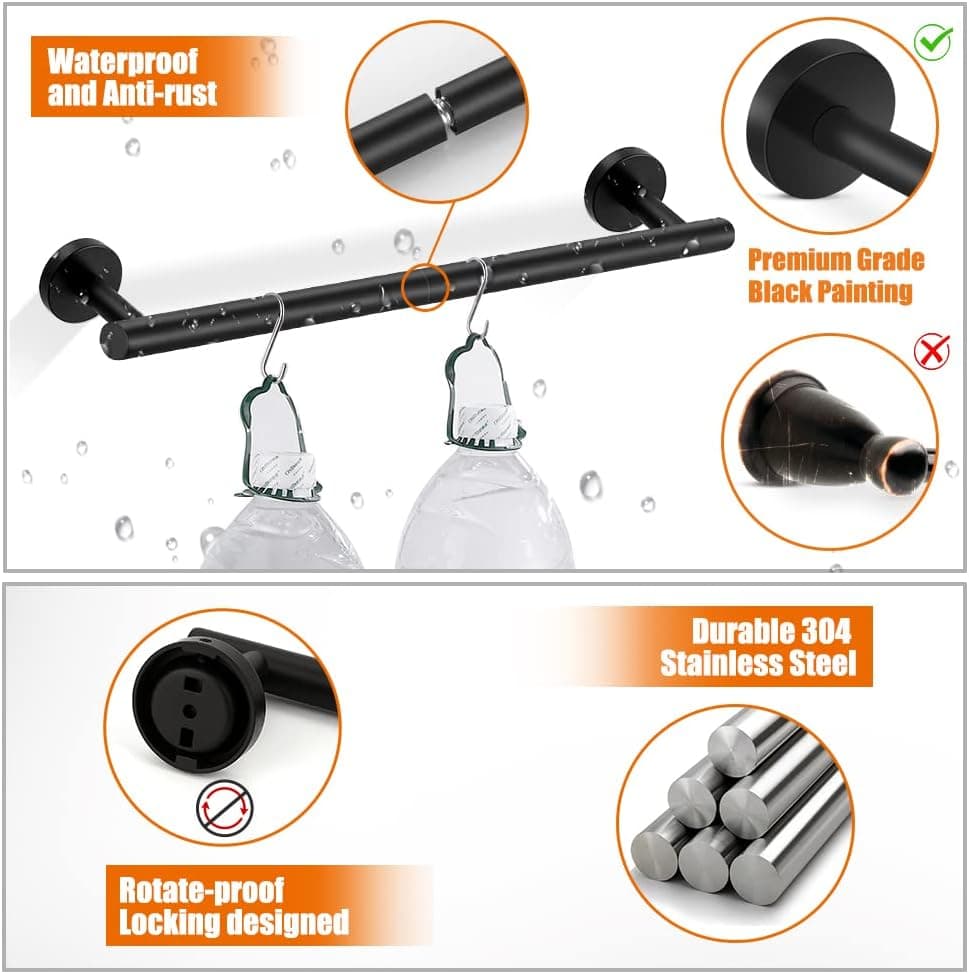 Waterproof
and Anti-rust
Premium Grade
Black Painting
Durable 304
Stainless Steel
Rotate-proof
Locking designed